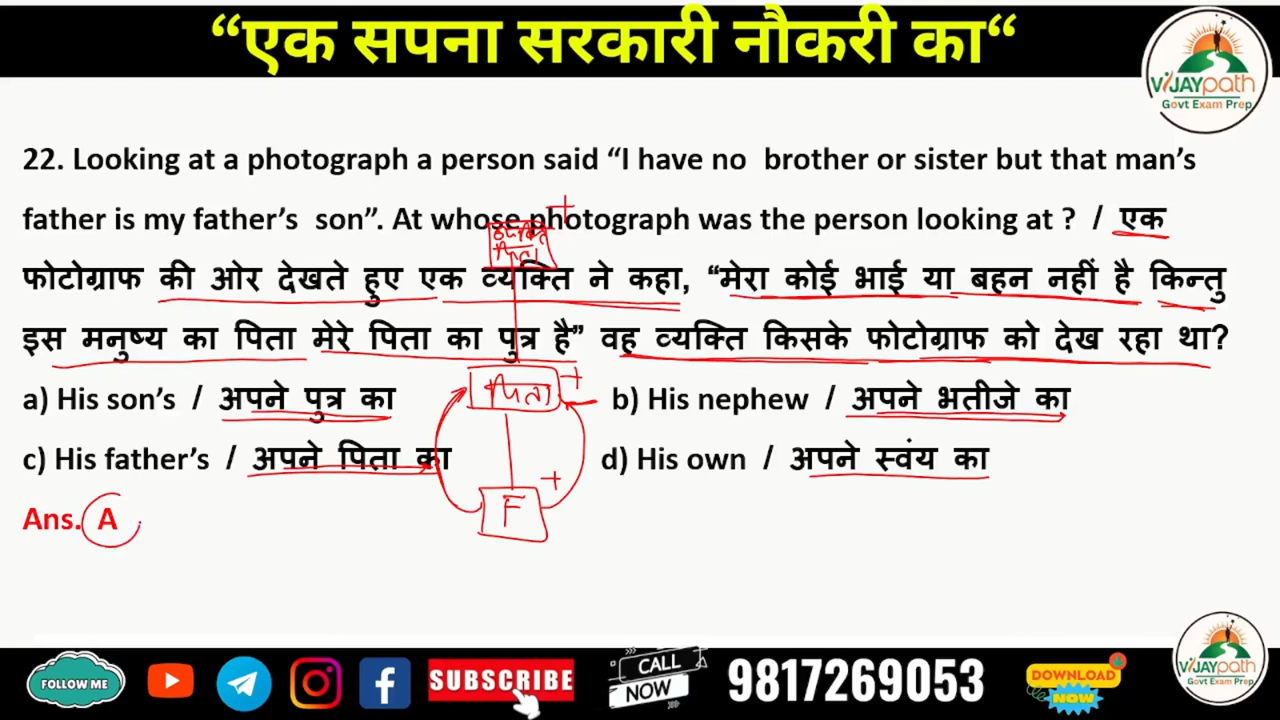 “एक सपना सरकारी नौकरी का“
ViJAYpath
Govt Exam Prep
22. Looking at a photograph a person said “I have no brother or sister but that man’s
father is my father’s son”. At whose photograph was the person looking at ? / एक
फोटोग्राफ की ओर देखते हुए एक व्यक्ति ने कहा, “मेरा कोई भाई या बहन नहीं है किन्तु
इस मनुष्य का पिता मेरे पिता का पुत्र है” वह व्यक्ति किसके फोटोग्राफ को देख रहा था?
a) His son’s / अपने पुत्र का b) His nephew / अपने भतीजे का
c) His father’s / अपने पिता का d) His own / अपने स्वंय का
Ans. A
पिता
+
पिता
+
F
+
ViJAYpath
Govt Exam Prep
FOLLOW ME
SUBSCRIBE
CALL
NOW
9817269053
DOWNLOAD
NOW